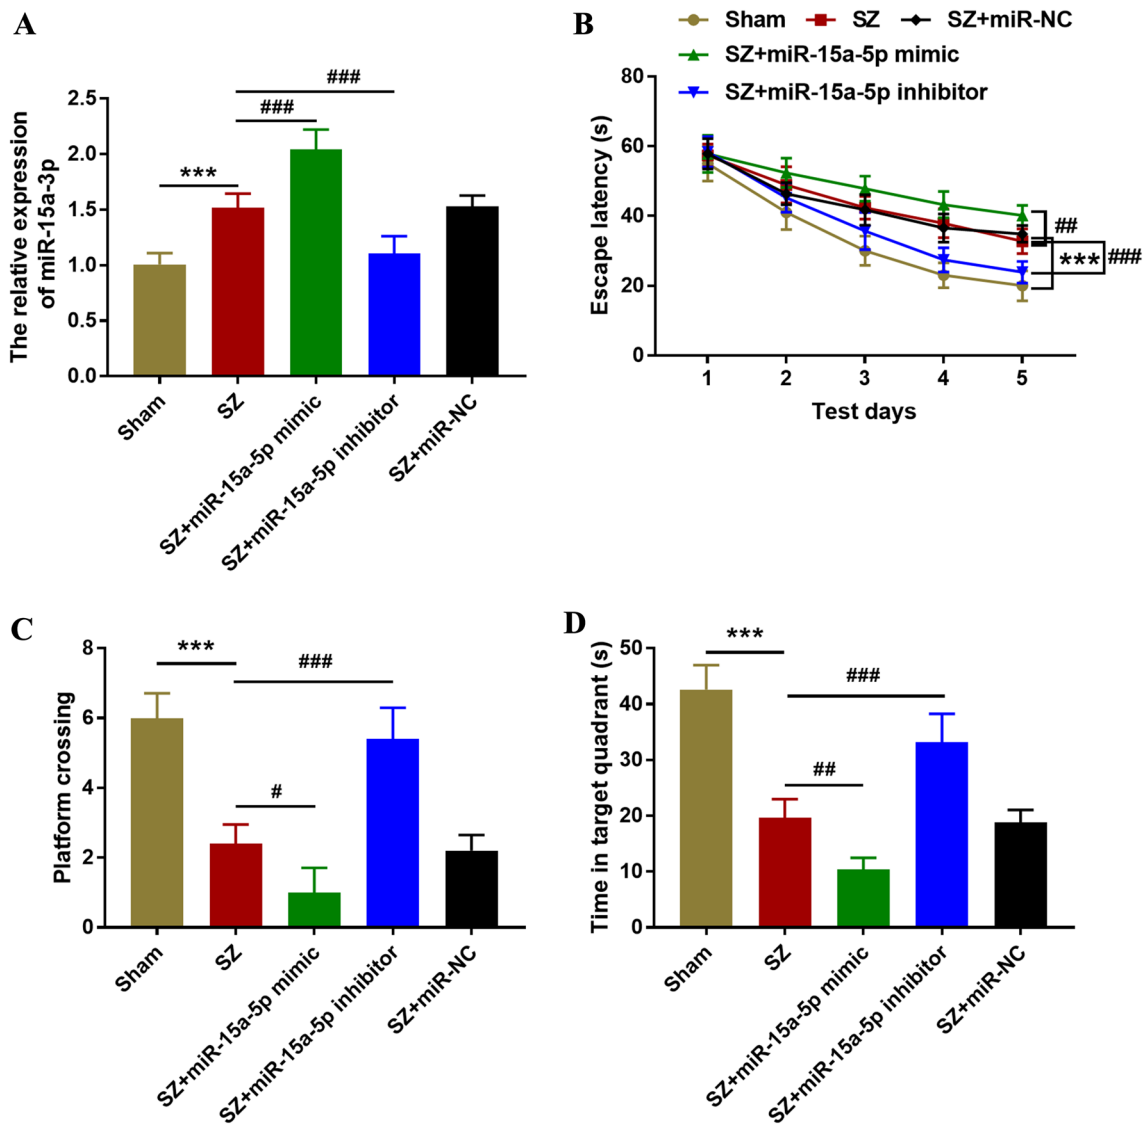 A
The relative expression
of miR-15a-3p
2.5
2.0
1.5
1.0
0.5
0.0
***
###
###
Sham
SZ
SZ+miR-15a-5p mimic
SZ+miR-15a-5p inhibitor
SZ+miR-NC
B
Sham SZ SZ+miR-NC
SZ+miR-15a-5p mimic
SZ+miR-15a-5p inhibitor
Escape latency (s)
80
60
40
20
0
##
*** ###
1 2 3 4 5
Test days
C
Platform crossing
8
6
4
2
0
***
###
#
Sham
SZ
SZ+miR-15a-5p mimic
SZ+miR-15a-5p inhibitor
SZ+miR-NC
D
Time in target quadrant (s)
50
40
30
20
10
0
***
###
##
Sham
SZ
SZ+miR-15a-5p mimic
SZ+miR-15a-5p inhibitor
SZ+miR-NC